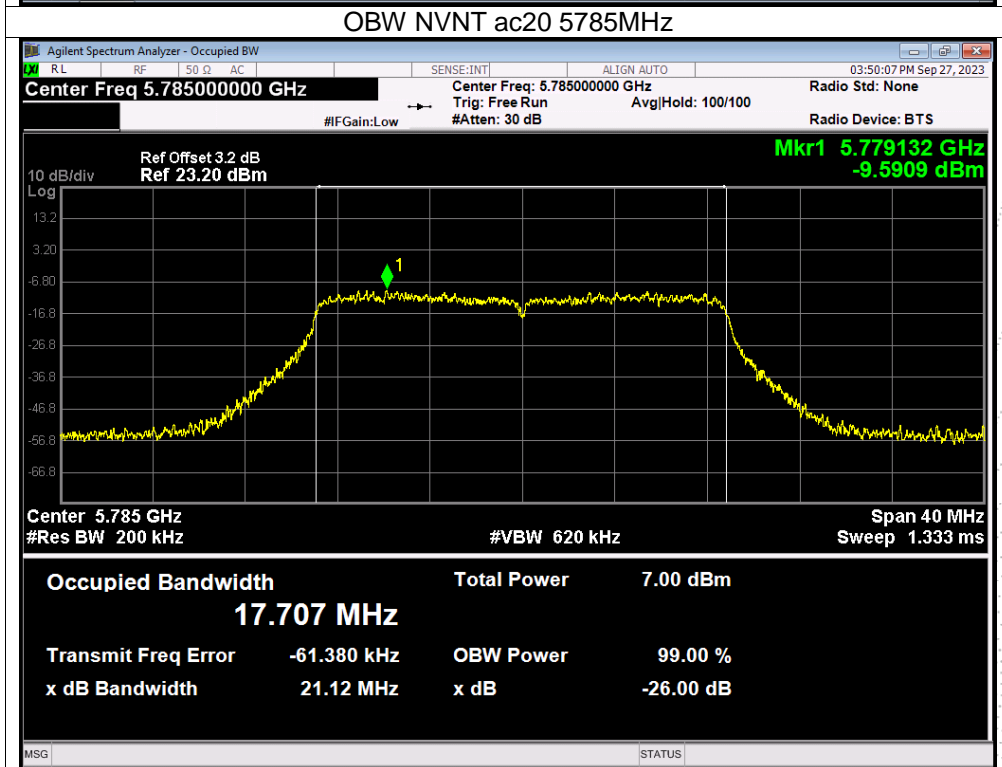 OBW NVNT ac20 5785MHz
Agilent Spectrum Analyzer - Occupied BW
LXI RL RF 50 Ω AC SENSE:INT ALIGN AUTO 03:50:07 PM Sep 27, 2023
Center Freq 5.785000000 GHz Center Freq: 5.785000000 GHz Radio Std: None
Trig: Free Run Avg|Hold: 100/100
#IFGain:Low #Atten: 30 dB Radio Device: BTS
Mkr1 5.779132 GHz
-9.5909 dBm
Ref Offset 3.2 dB
10 dB/div Ref 23.20 dBm
Log
13.2
3.20
1
-6.80
-16.8
-26.8
-36.8
-46.8
-56.8
-66.8
Center 5.785 GHz Span 40 MHz
#Res BW 200 kHz #VBW 620 kHz Sweep 1.333 ms
Occupied Bandwidth Total Power 7.00 dBm
17.707 MHz
Transmit Freq Error -61.380 kHz OBW Power 99.00 %
x dB Bandwidth 21.12 MHz x dB -26.00 dB
MSG STATUS